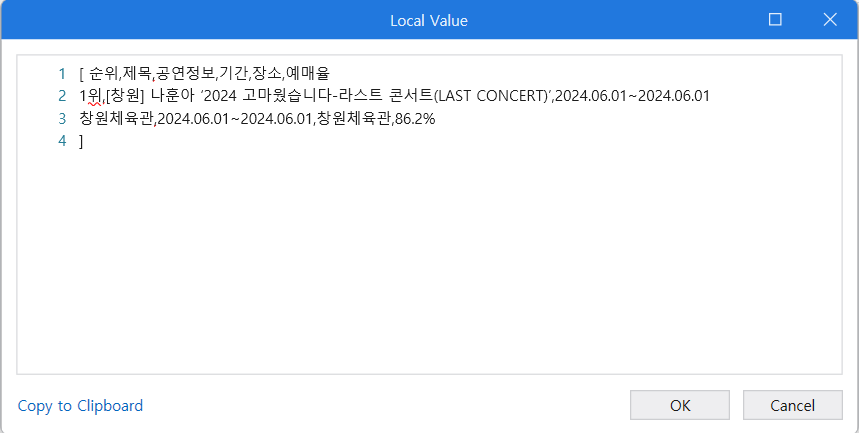 Local Value
1 [ 순위,제목,공연정보,기간,장소,예매율
2 1위,[창원] 나훈아 ‘2024 고마웠습니다-라스트 콘서트(LAST CONCERT)’,2024.06.01~2024.06.01
3 창원체육관,2024.06.01~2024.06.01,창원체육관,86.2%
4 ]
Copy to Clipboard OK Cancel